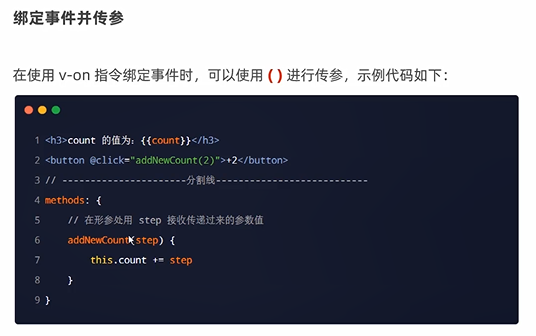 绑定事件并传参
在使用 v-on 指令绑定事件时，可以使用 ( ) 进行传参，示例代码如下：
1 <h3>count 的值为：{{count}}</h3>
2 <button @click="addNewCount(2)">+2</button>
3 // ----------------------分割线---------------------------
4 methods: {
5 // 在形参处用 step 接收传递过来的参数值
6 addNewCount(step) {
7 this.count += step
8 }
9 }